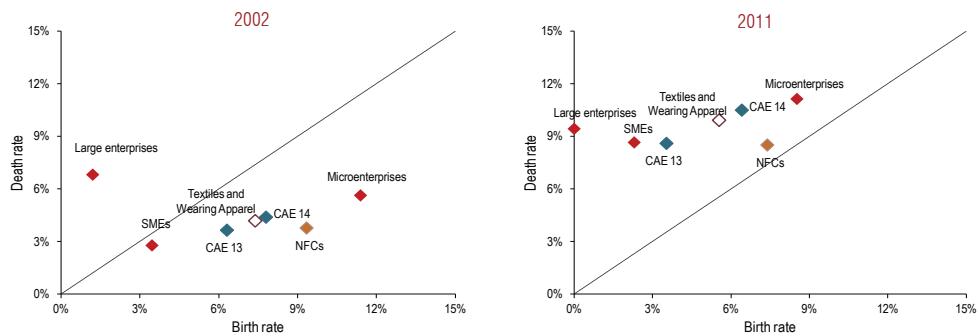 2002
15%
12%
9%
6%
3%
0%
Death rate
Large enterprises
Textiles and
Wearing Apparel
SMEs
CAE 13
CAE 14
Microenterprises
NFCs
0%
3%
6%
9%
12%
15%
Birth rate
2011
15%
12%
9%
6%
3%
0%
Death rate
Large enterprises
SMEs
Textiles and
Wearing Apparel
CAE 13
CAE 14
Microenterprises
NFCs
0%
3%
6%
9%
12%
15%
Birth rate